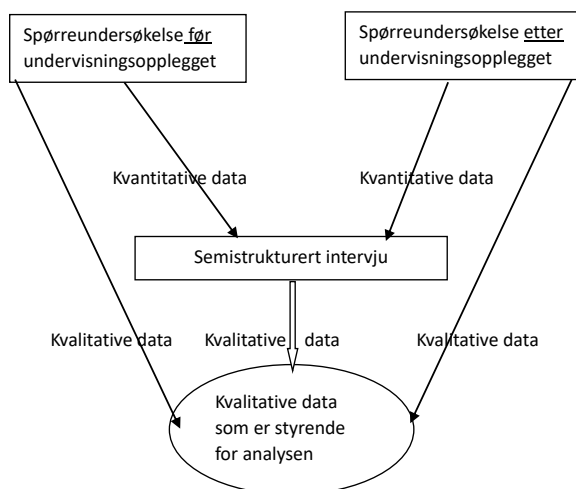 Spørreundersøkelse før
undervisningsopplegget
Spørreundersøkelse etter
undervisningsopplegget
Kvantitative data
Kvantitative data
Semistrukturert intervju
Kvalitative data
Kvalitative data
Kvalitative data
Kvalitative data
som er styrende
for analysen